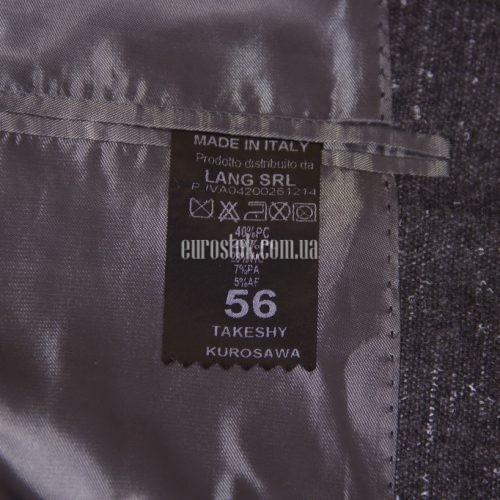 MADE IN ITALY
Prodotto distribuito da
LANG SRL
P. IVA04200261214
40%PC
eurostok.com.ua
7%PA
5%AF
56
TAKESHY
KUROSAWA